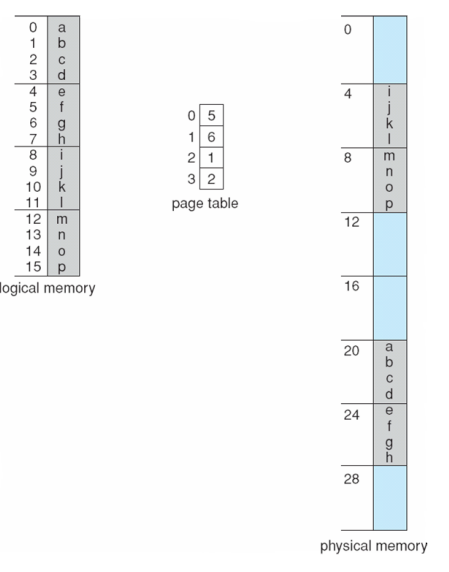 0 a
1 b
2 c
3 d
4 e
5 f
6 g
7 h
8 i
9 j
10 k
11 l
12 m
13 n
14 o
15 p
logical memory
0 5
1 6
2 1
3 2
page table
0
4 i
j
k
l
8 m
n
o
p
12
16
20 a
b
c
d
24 e
f
g
h
28
physical memory